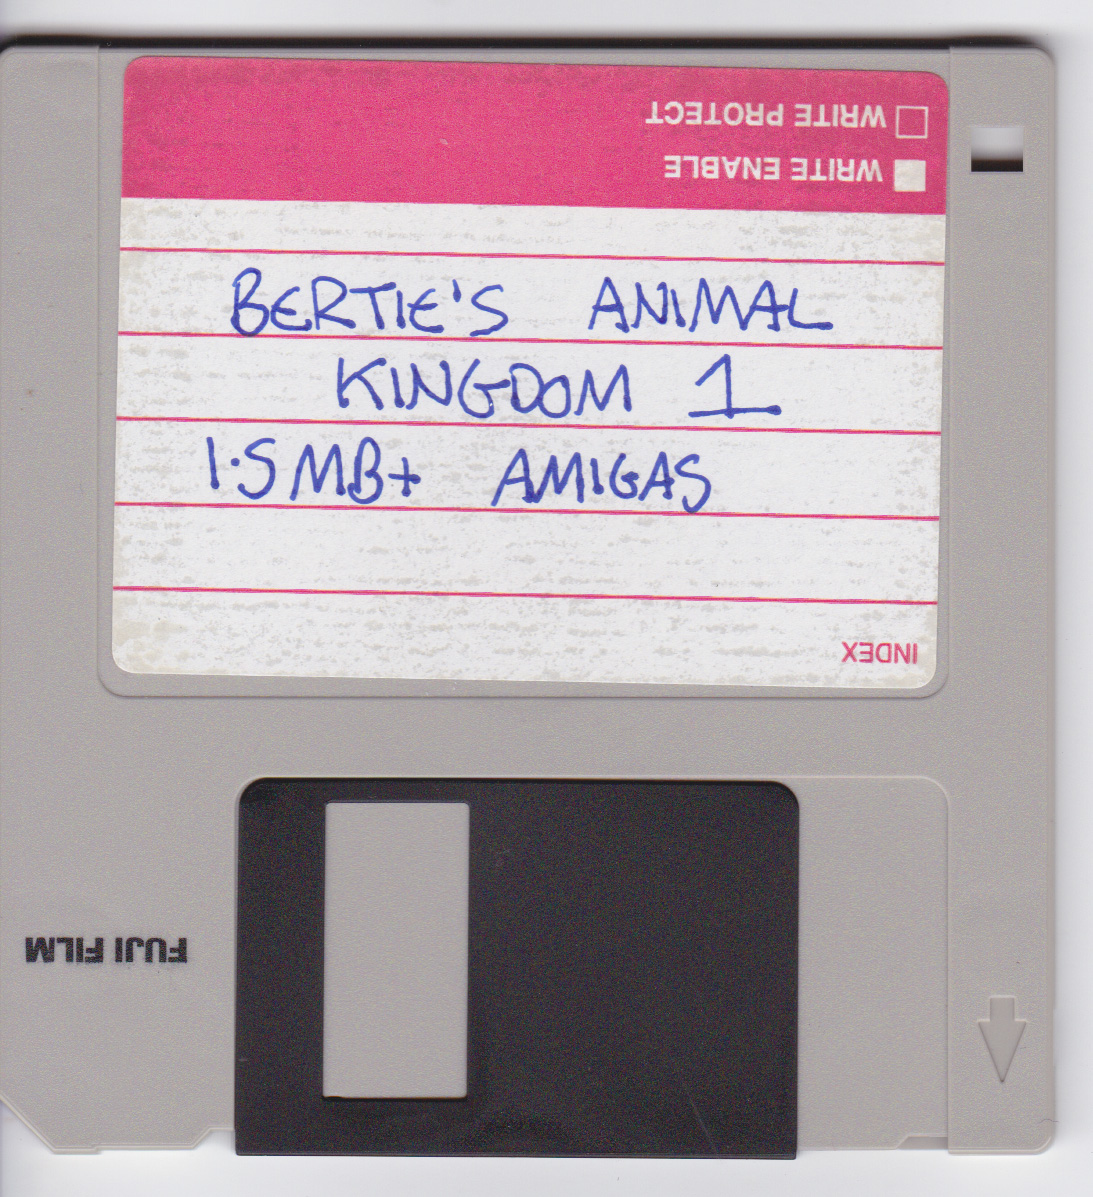 WRITE PROTECT
WRITE ENABLE
BERTIE'S ANIMAL
KINGDOM 1
1.5MB+ AMIGAS
INDEX
FUJI FILM